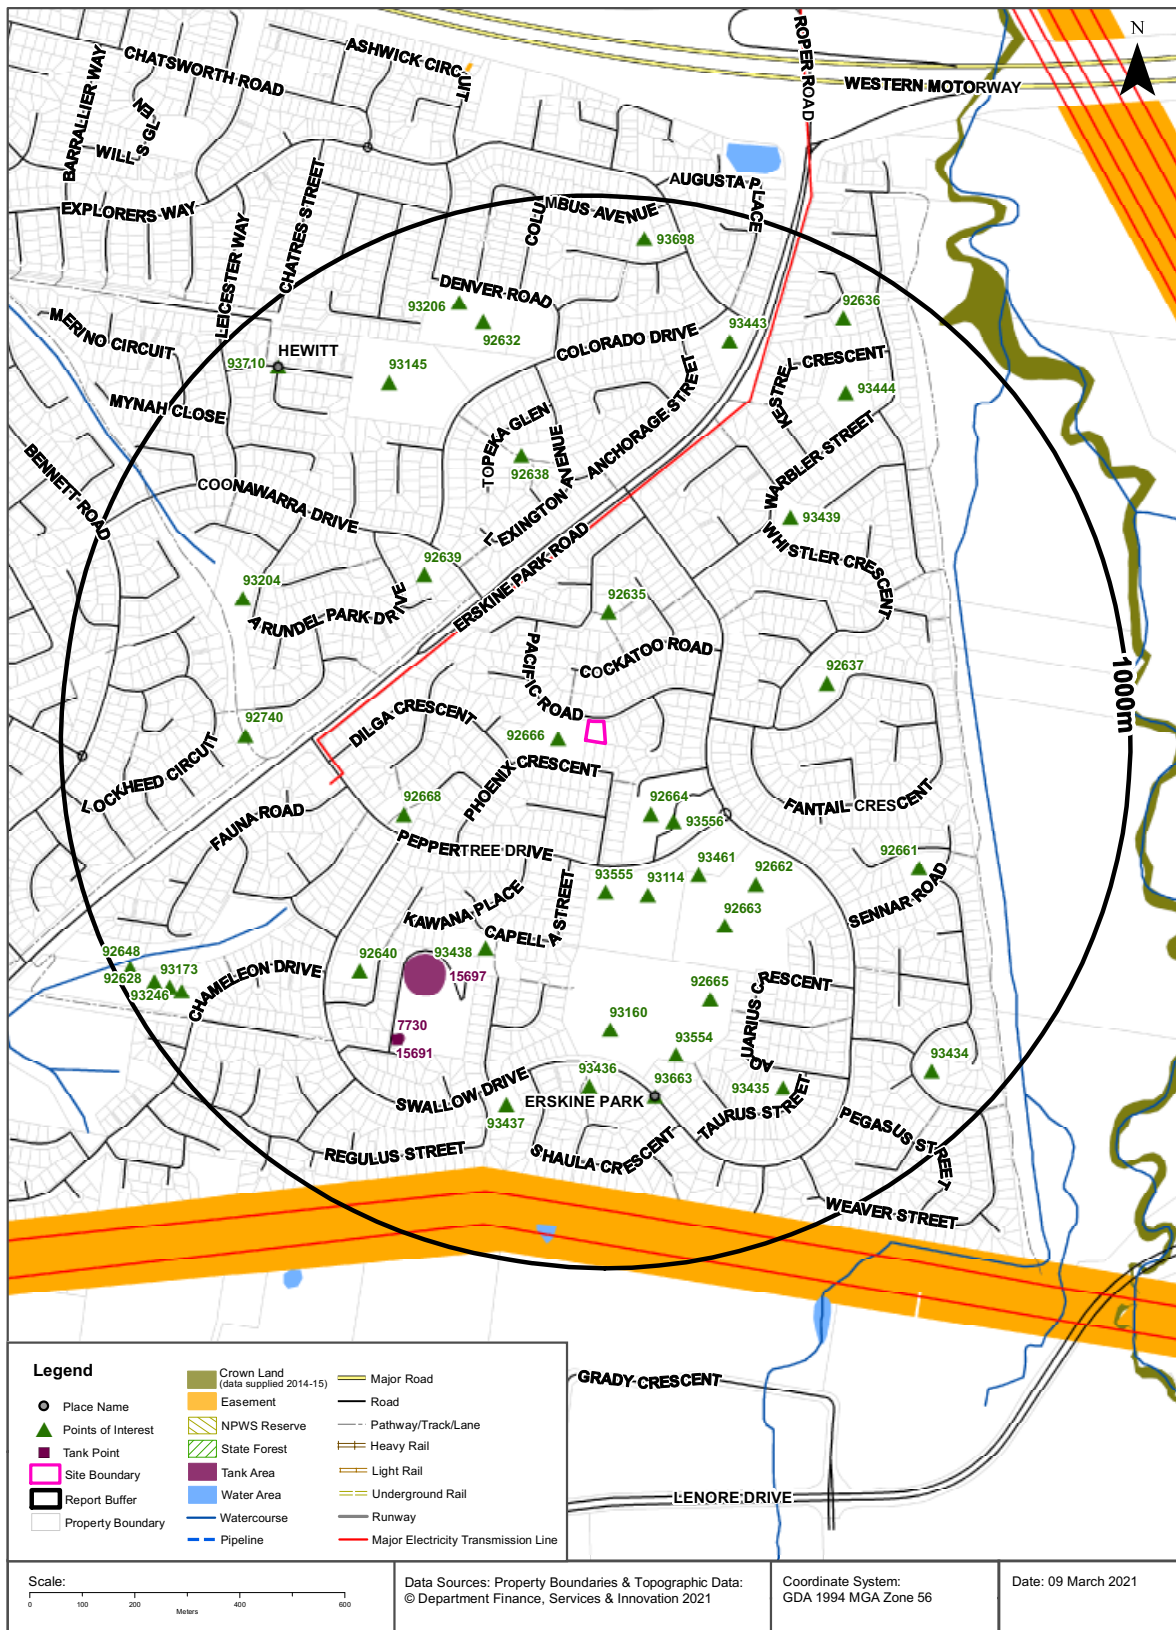 N
ROPER ROAD
CHATSWORTH ROAD
ASHWICK CIRCUIT
WESTERN MOTORWAY
BARRALLIER WAY
WILLS GLEN
EXPLORERS WAY
LEICESTER WAY
CHATRES STREET
COLUMBUS AVENUE
AUGUSTA PLACE
93698
DENVER ROAD
93206
92632
92636
93443
MERINO CIRCUIT
HEWITT
93710
93145
COLORADO DRIVE
KESTREL CRESCENT
93444
MYNAH CLOSE
TOPEKA GLEN
ANCHORAGE STREET
WARBLER STREET
BENNETT ROAD
92638
LEXINGTON AVENUE
COONAWARRA DRIVE
93439
WHISTLER CRESCENT
92639
ERSKINE PARK ROAD
93204
ARUNDEL PARK DRIVE
92635
PACIFIC ROAD
COCKATOO ROAD
1000m
92637
DILGA CRESCENT
92740
92666
LOCKHEED CIRCUIT
PHOENIX CRESCENT
92668
92664
93556
FANTAIL CRESCENT
FAUNA ROAD
PEPPERTREE DRIVE
93461
92662
92661
93555
93114
SENNAR ROAD
KAWANA PLACE
CAPELLA STREET
92663
92648
92628
93173
93246
CHAMELEON DRIVE
92640
93438
15697
92665
AQUARIUS CRESCENT
7730
15691
93160
93554
93434
93436
93663
93435
SWALLOW DRIVE
ERSKINE PARK
TAURUS STREET
93437
PEGASUS STREET
REGULUS STREET
SHAULA CRESCENT
WEAVER STREET
GRADY CRESCENT
LENORE DRIVE
Legend
Place Name
Points of Interest
Tank Point
Site Boundary
Report Buffer
Property Boundary
Crown Land
(data supplied 2014-15)
Easement
NPWS Reserve
State Forest
Tank Area
Water Area
Watercourse
Pipeline
Major Road
Road
Pathway/Track/Lane
Heavy Rail
Light Rail
Underground Rail
Runway
Major Electricity Transmission Line
Scale:
0 100 200 400 600
Meters
Data Sources: Property Boundaries & Topographic Data:
© Department Finance, Services & Innovation 2021
Coordinate System:
GDA 1994 MGA Zone 56
Date: 09 March 2021